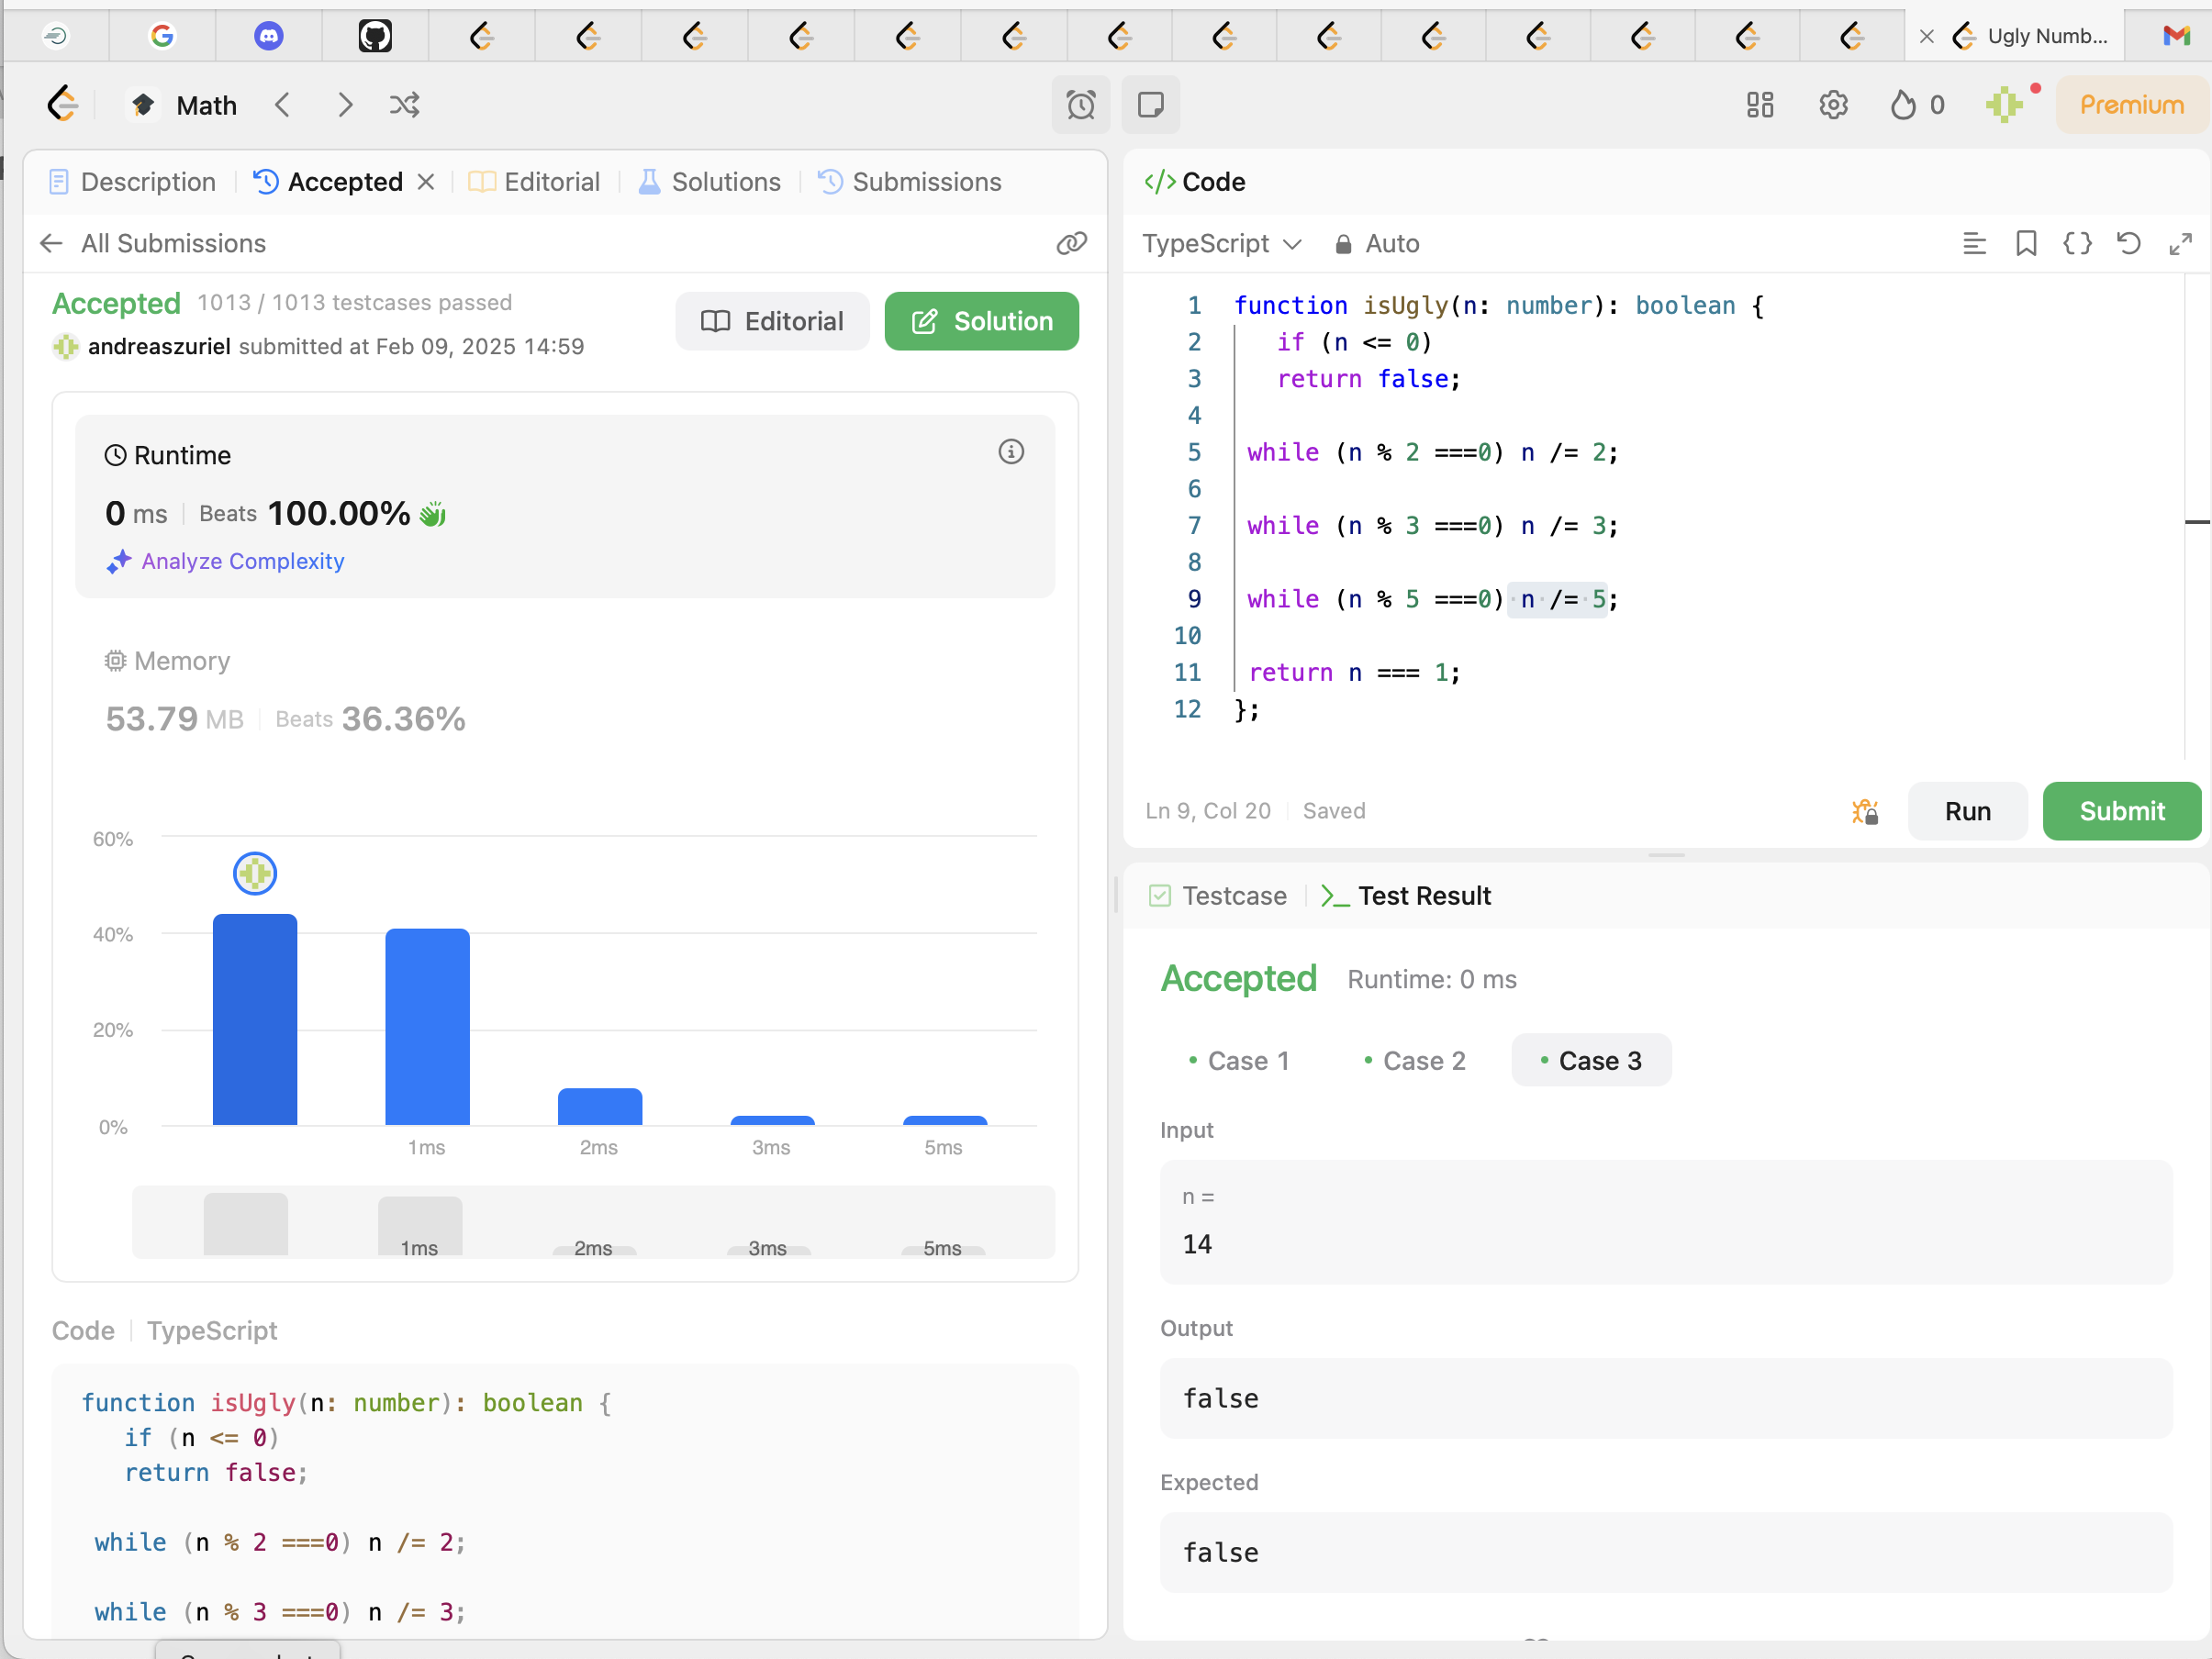 Ugly Numb...
Math
0
Premium
Description
Accepted
Editorial
Solutions
Submissions
All Submissions
Accepted 1013 / 1013 testcases passed
andreaszuriel submitted at Feb 09, 2025 14:59
Editorial
Solution
Runtime
0 ms Beats 100.00%
Analyze Complexity
Memory
53.79 MB Beats 36.36%
60%
40%
20%
0%
1ms 2ms 3ms 5ms
1ms 2ms 3ms 5ms
Code TypeScript
function isUgly(n: number): boolean {
if (n <= 0)
return false;
while (n % 2 ===0) n /= 2;
while (n % 3 ===0) n /= 3;
</> Code
TypeScript Auto
1 function isUgly(n: number): boolean {
2 if (n <= 0)
3 return false;
4
5 while (n % 2 ===0) n /= 2;
6
7 while (n % 3 ===0) n /= 3;
8
9 while (n % 5 ===0) n /= 5;
10
11 return n === 1;
12 };
Ln 9, Col 20 Saved
Run
Submit
Testcase
Test Result
Accepted Runtime: 0 ms
Case 1 Case 2 Case 3
Input
n =
14
Output
false
Expected
false